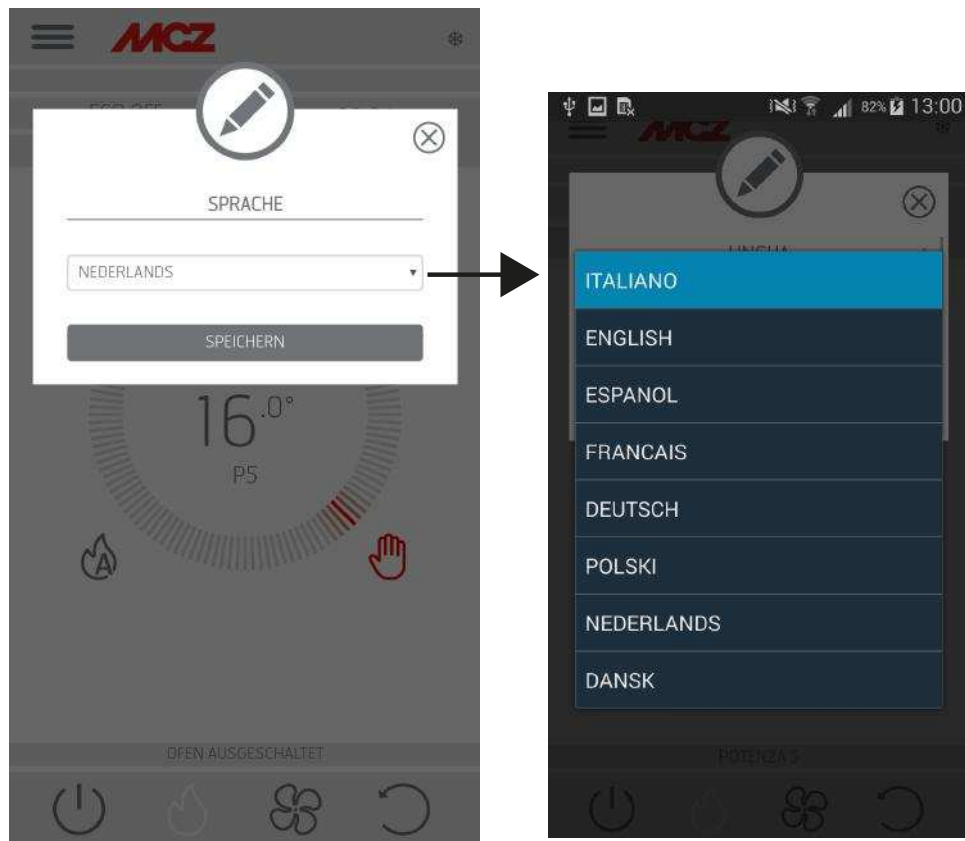 MCZ
SPRACHE
NEDERLANDS
SPEICHERN
16.0°
P5
OFEN AUSGESCHALTET
82% 13:00
MCZ
LINGUA
ITALIANO
ENGLISH
ESPANOL
FRANCAIS
DEUTSCH
POLSKI
NEDERLANDS
DANSK
POTENZA 5